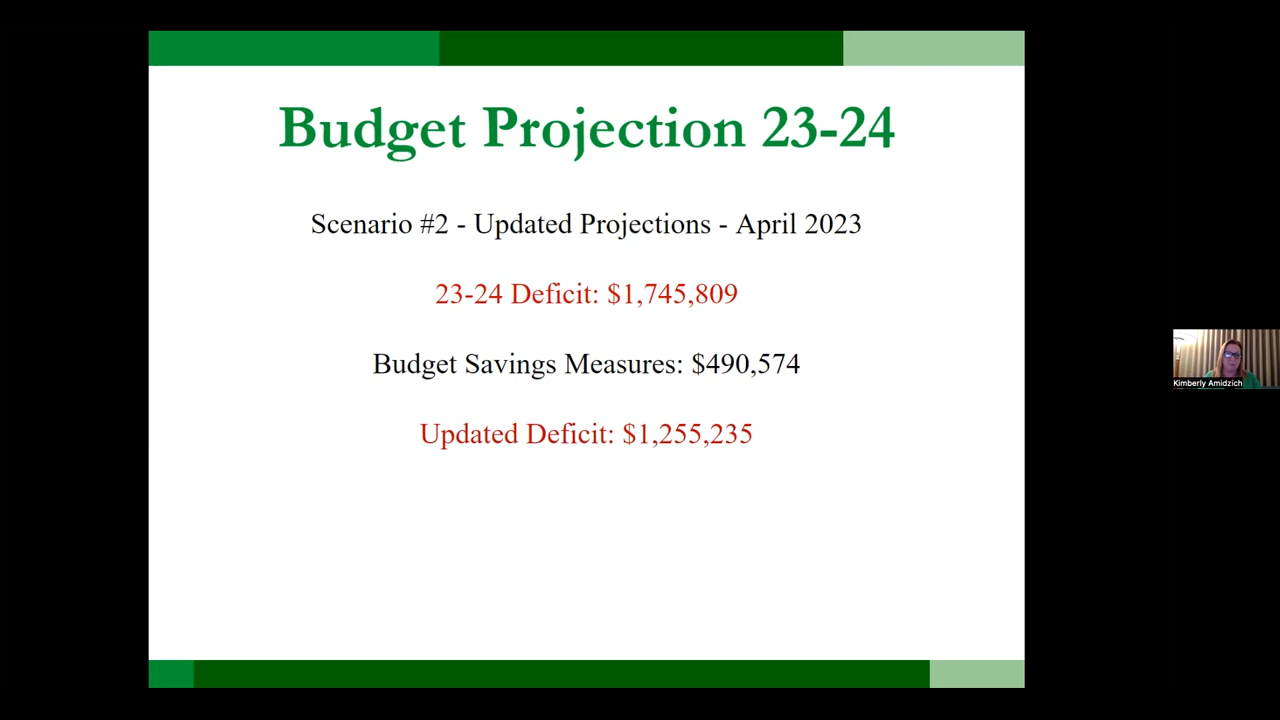 Budget Projection 23-24
Scenario #2 - Updated Projections - April 2023
23-24 Deficit: $1,745,809
Budget Savings Measures: $490,574
Updated Deficit: $1,255,235
Kimberly Amidzich